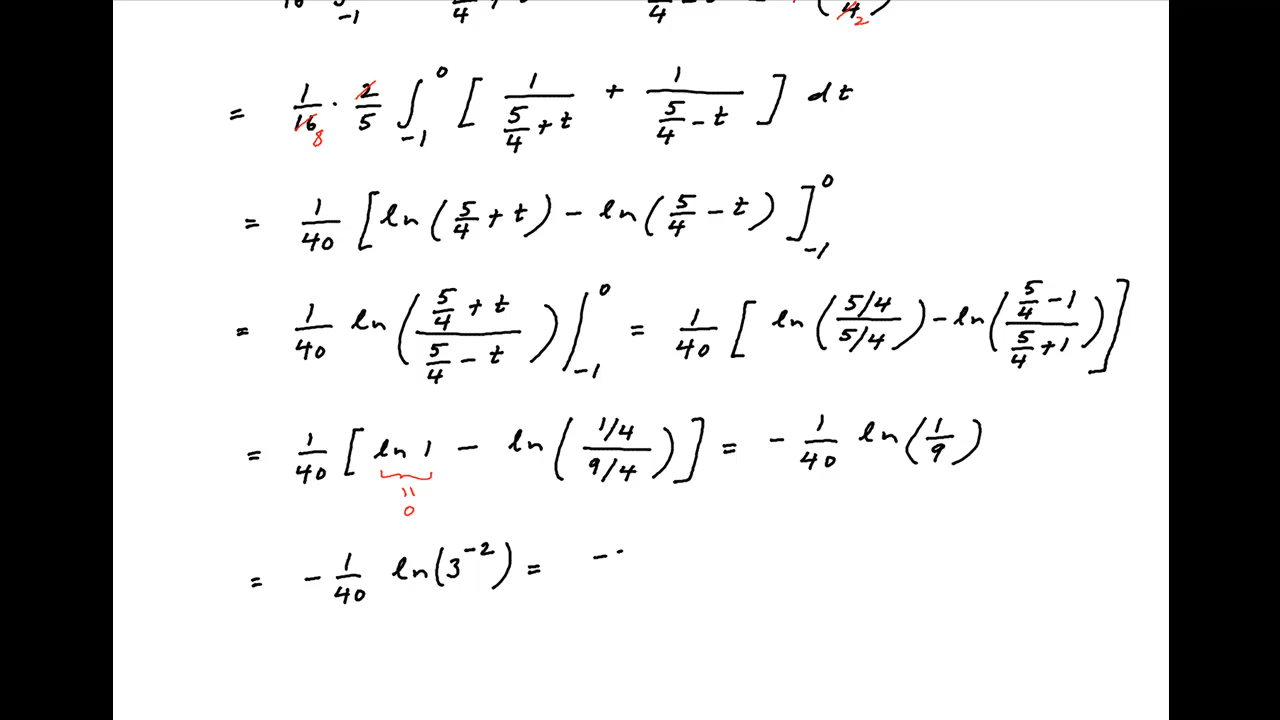 = 1/16 8 · 2/5 ∫_{-1}^{0} [ 1/(5/4 + t) + 1/(5/4 - t) ] dt
= 1/40 [ ln(5/4 + t) - ln(5/4 - t) ]_{-1}^{0}
= 1/40 ln( (5/4 + t)/(5/4 - t) ) |_{-1}^{0} = 1/40 [ ln( (5/4)/(5/4) ) - ln( (5/4 - 1)/(5/4 + 1) ) ]
= 1/40 [ ln 1 - ln( (1/4)/(9/4) ) ] = - 1/40 ln(1/9)
= 0
= - 1/40 ln(3^{-2}) = -